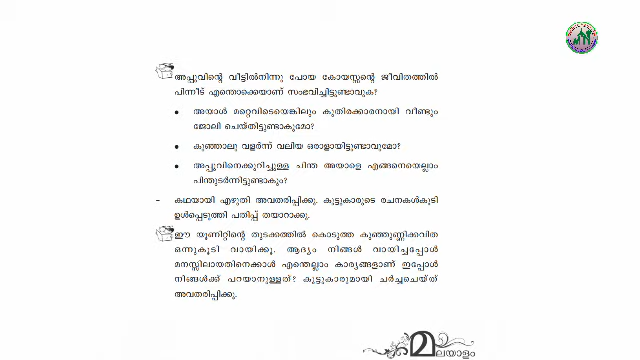 അപ്പുവിന്റെ വീട്ടിൽനിന്നു പോയ കോയസ്സന്റെ ജീവിതത്തിൽ
പിന്നീട് എന്തൊക്കെയാണ് സംഭവിച്ചിട്ടുണ്ടാവുക?
• അയാൾ മറ്റെവിടെയെങ്കിലും കുതിരക്കാരനായി വീണ്ടും
ജോലി ചെയ്തിട്ടുണ്ടാകുമോ?
• കുഞ്ഞാലു വളർന്ന് വലിയ ഒരാളായിട്ടുണ്ടാവുമോ?
• അപ്പുവിനെക്കുറിച്ചുള്ള ചിന്ത അയാളെ എങ്ങനെയെല്ലാം
പിന്തുടർന്നിട്ടുണ്ടാകും?
– കഥയായി എഴുതി അവതരിപ്പിക്കൂ. കൂട്ടുകാരുടെ രചനകൾകൂടി
ഉൾപ്പെടുത്തി പതിപ്പ് തയാറാക്കൂ.
ഈ യൂണിറ്റിന്റെ തുടക്കത്തിൽ കൊടുത്ത കുഞ്ഞുണ്ണിക്കവിത
ഒന്നുകൂടി വായിക്കൂ. ആദ്യം നിങ്ങൾ വായിച്ചപ്പോൾ
മനസ്സിലായതിനെക്കാൾ എന്തെല്ലാം കാര്യങ്ങളാണ് ഇപ്പോൾ
നിങ്ങൾക്ക് പറയാനുള്ളത്? കൂട്ടുകാരുമായി ചർച്ചചെയ്ത്
അവതരിപ്പിക്കൂ.
മലയാളം